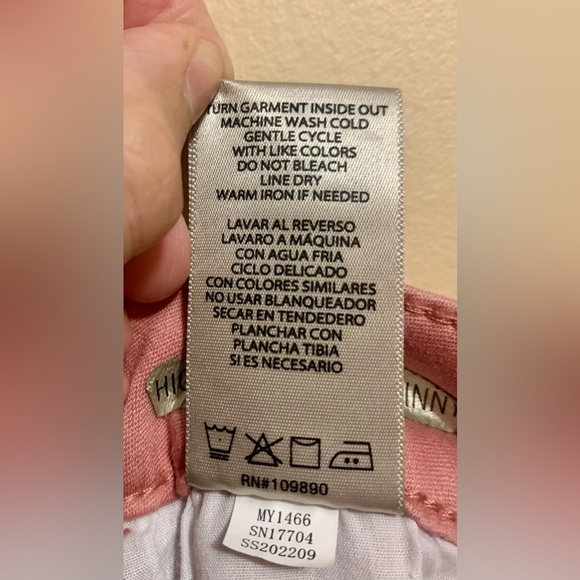 TURN GARMENT INSIDE OUT
MACHINE WASH COLD
GENTLE CYCLE
WITH LIKE COLORS
DO NOT BLEACH
LINE DRY
WARM IRON IF NEEDED
LAVAR AL REVERSO
LAVARO A MÁQUINA
CON AGUA FRIA
CICLO DELICADO
CON COLORES SIMILARES
NO USAR BLANQUEADOR
SECAR EN TENDEDERO
PLANCHAR CON
PLANCHA TIBIA
SI ES NECESARIO
HIG INNY
RN#109890
MY1466
SN17704
SS202209